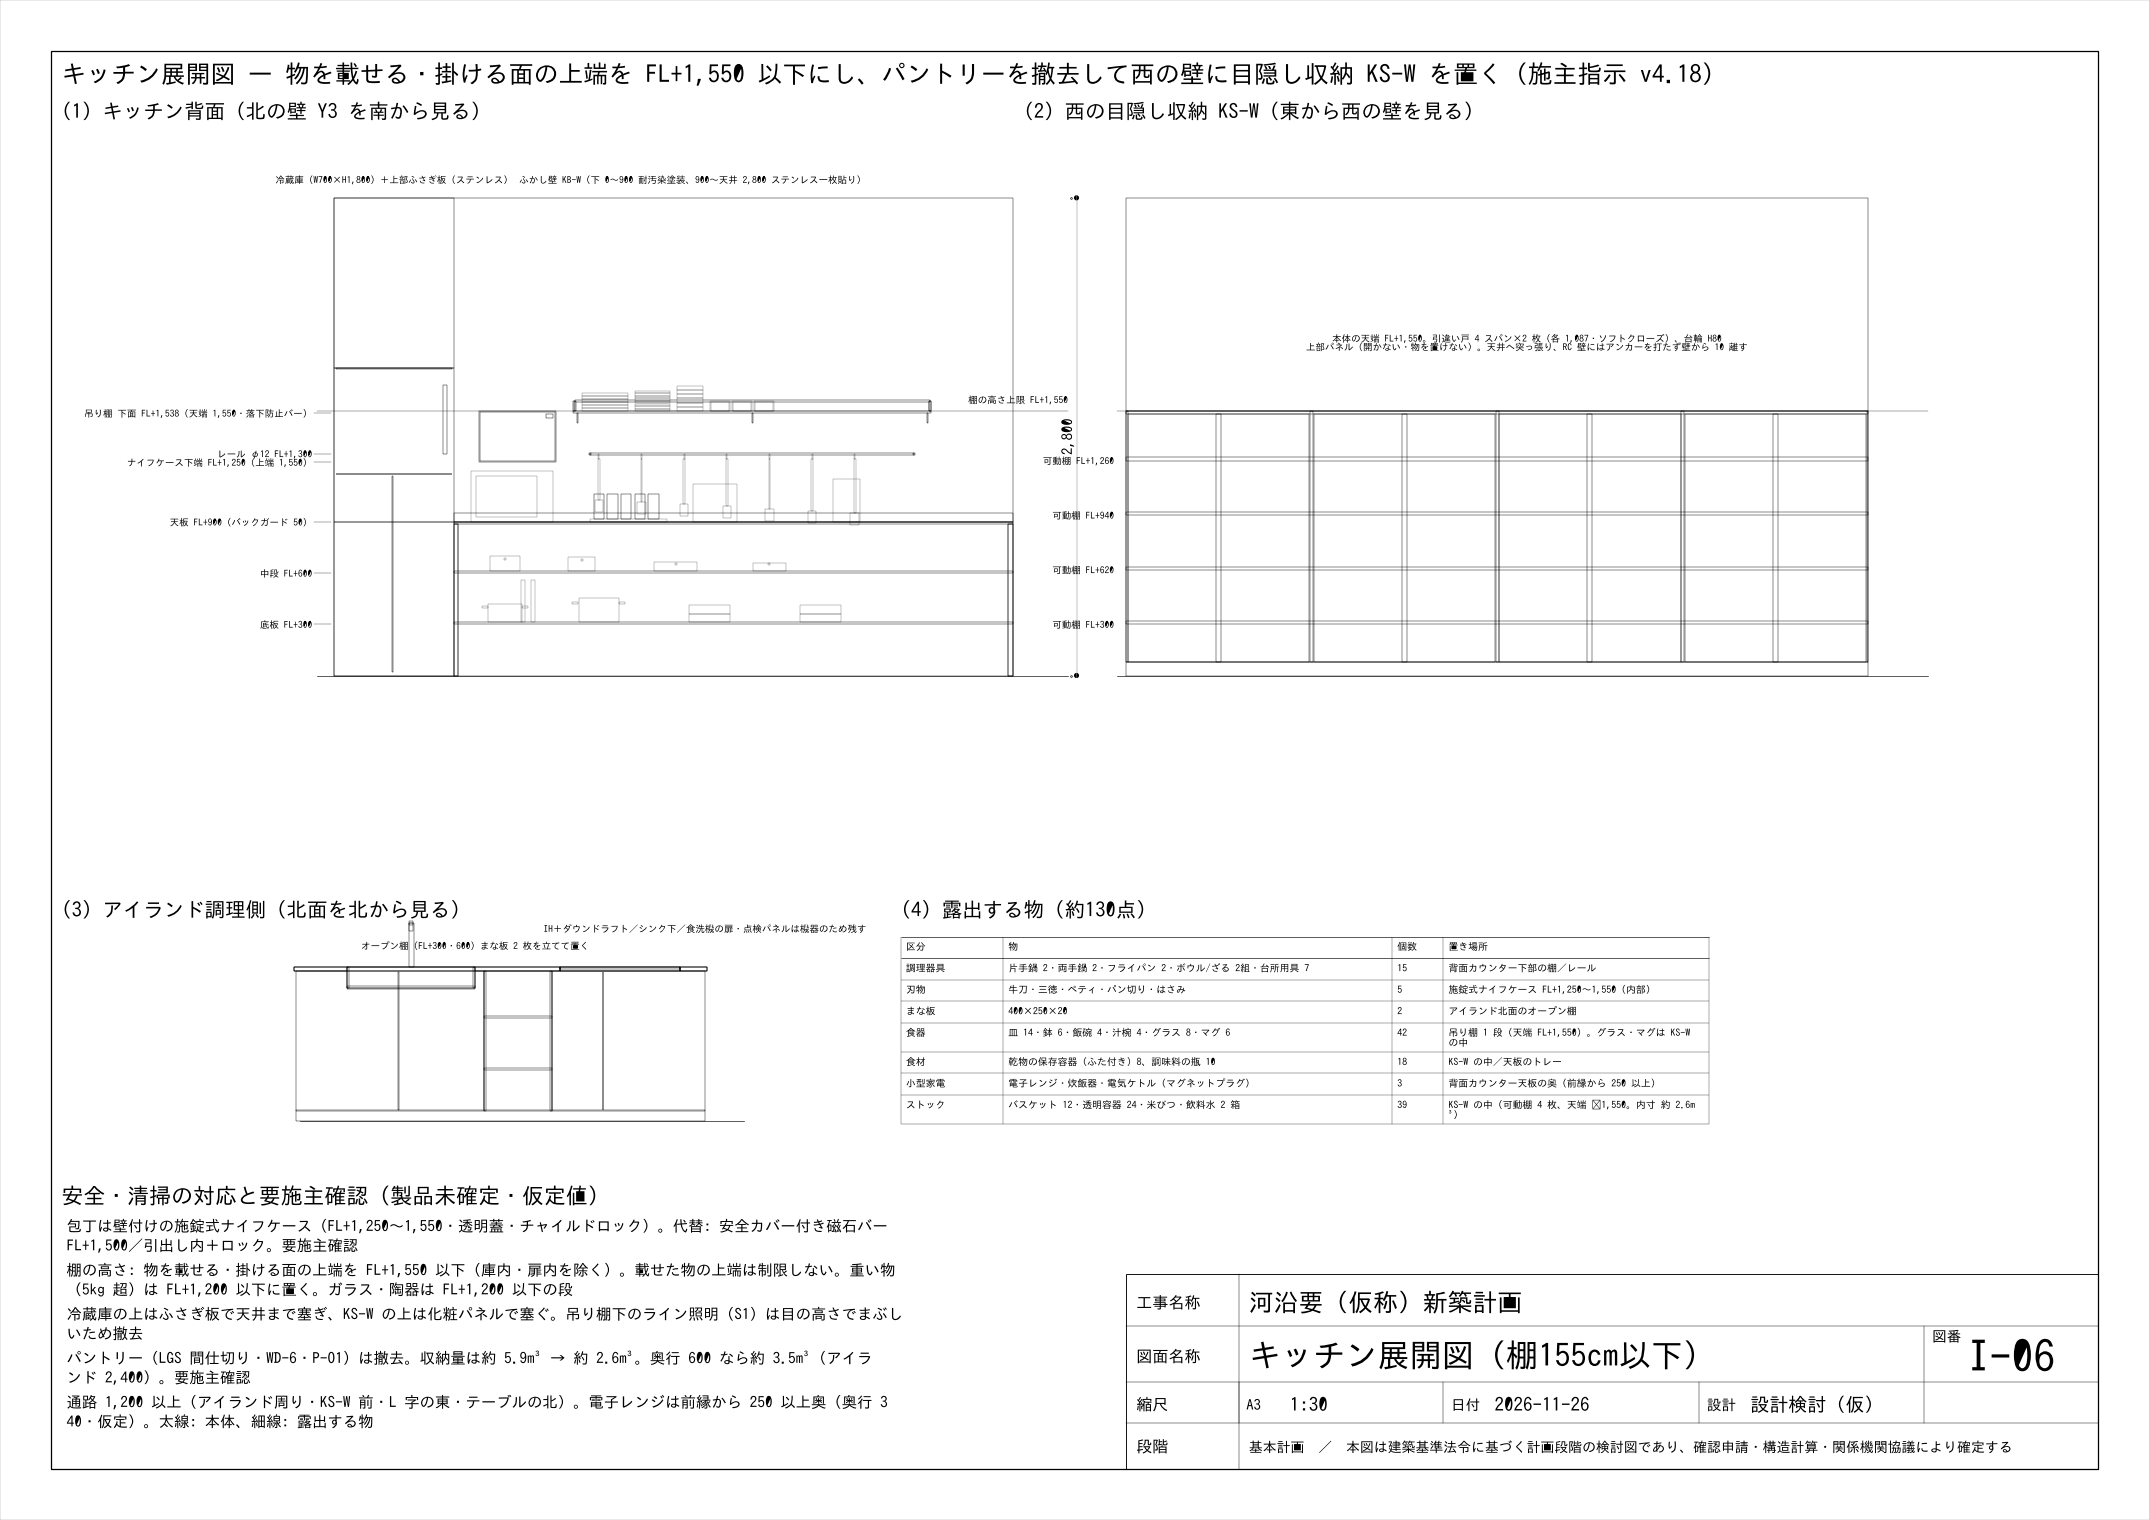 キッチン展開図 ― 物を載せる・掛ける面の上端を FL+1,550 以下にし、パントリーを撤去して西の壁に目隠し収納 KS-W を置く（施主指示 v4.18）
（1）キッチン背面（北の壁 Y3 を南から見る）
（2）西の目隠し収納 KS-W（東から西の壁を見る）
冷蔵庫（W700×H1,800）＋上部ふさぎ板（ステンレス） ふかし壁 KB-W（下 0～900 耐汚染塗装、900～天井 2,800 ステンレス一枚貼り）
本体の天端 FL+1,550。引違い戸 4 スパン×2 枚（各 1,087・ソフトクローズ）、台輪 H80
上部パネル（開かない・物を置けない）。天井へ突っ張り、RC 壁にはアンカーを打たず壁から 10 離す
棚の高さ上限 FL+1,550
吊り棚 下面 FL+1,538（天端 1,550・落下防止バー）
2,800
レール φ12 FL+1,300
ナイフケース下端 FL+1,250（上端 1,550）
可動棚 FL+1,260
天板 FL+900（バックガード 50）
可動棚 FL+940
中段 FL+600
可動棚 FL+620
底板 FL+300
可動棚 FL+300
（3）アイランド調理側（北面を北から見る）
IH＋ダウンドラフト／シンク下／食洗機の扉・点検パネルは機器のため残す
オープン棚（FL+300・600）まな板 2 枚を立てて置く
（4）露出する物（約130点）
区分 物 個数 置き場所
調理器具 片手鍋 2・両手鍋 2・フライパン 2・ボウル/ざる 2組・台所用具 7 15 背面カウンター下部の棚／レール
刃物 牛刀・三徳・ペティ・パン切り・はさみ 5 施錠式ナイフケース FL+1,250～1,550（内部）
まな板 400×250×20 2 アイランド北面のオープン棚
食器 皿 14・鉢 6・飯碗 4・汁椀 4・グラス 8・マグ 6 42 吊り棚 1 段（天端 FL+1,550）。グラス・マグは KS-W
の中
食材 乾物の保存容器（ふた付き）8、調味料の瓶 10 18 KS-W の中／天板のトレー
小型家電 電子レンジ・炊飯器・電気ケトル（マグネットプラグ） 3 背面カウンター天板の奥（前縁から 250 以上）
ストック バスケット 12・透明容器 24・米びつ・飲料水 2 箱 39 KS-W の中（可動棚 4 枚、天端 1,550。内寸 約 2.6m
³）
安全・清掃の対応と要施主確認（製品未確定・仮定値）
包丁は壁付けの施錠式ナイフケース（FL+1,250～1,550・透明蓋・チャイルドロック）。代替: 安全カバー付き磁石バー
FL+1,500／引出し内＋ロック。要施主確認
棚の高さ: 物を載せる・掛ける面の上端を FL+1,550 以下（庫内・扉内を除く）。載せた物の上端は制限しない。重い物
（5kg 超）は FL+1,200 以下に置く。ガラス・陶器は FL+1,200 以下の段
冷蔵庫の上はふさぎ板で天井まで塞ぎ、KS-W の上は化粧パネルで塞ぐ。吊り棚下のライン照明（S1）は目の高さでまぶし
いため撤去
パントリー（LGS 間仕切り・WD-6・P-01）は撤去。収納量は約 5.9m³ → 約 2.6m³。奥行 600 なら約 3.5m³（アイラ
ンド 2,400）。要施主確認
通路 1,200 以上（アイランド周り・KS-W 前・L 字の東・テーブルの北）。電子レンジは前縁から 250 以上奥（奥行 3
40・仮定）。太線: 本体、細線: 露出する物
工事名称 河沿要（仮称）新築計画
図面名称 キッチン展開図（棚155cm以下）
図番 I-06
縮尺 A3 1:30 日付 2026-11-26 設計 設計検討（仮）
段階 基本計画 ／ 本図は建築基準法令に基づく計画段階の検討図であり、確認申請・構造計算・関係機関協議により確定する